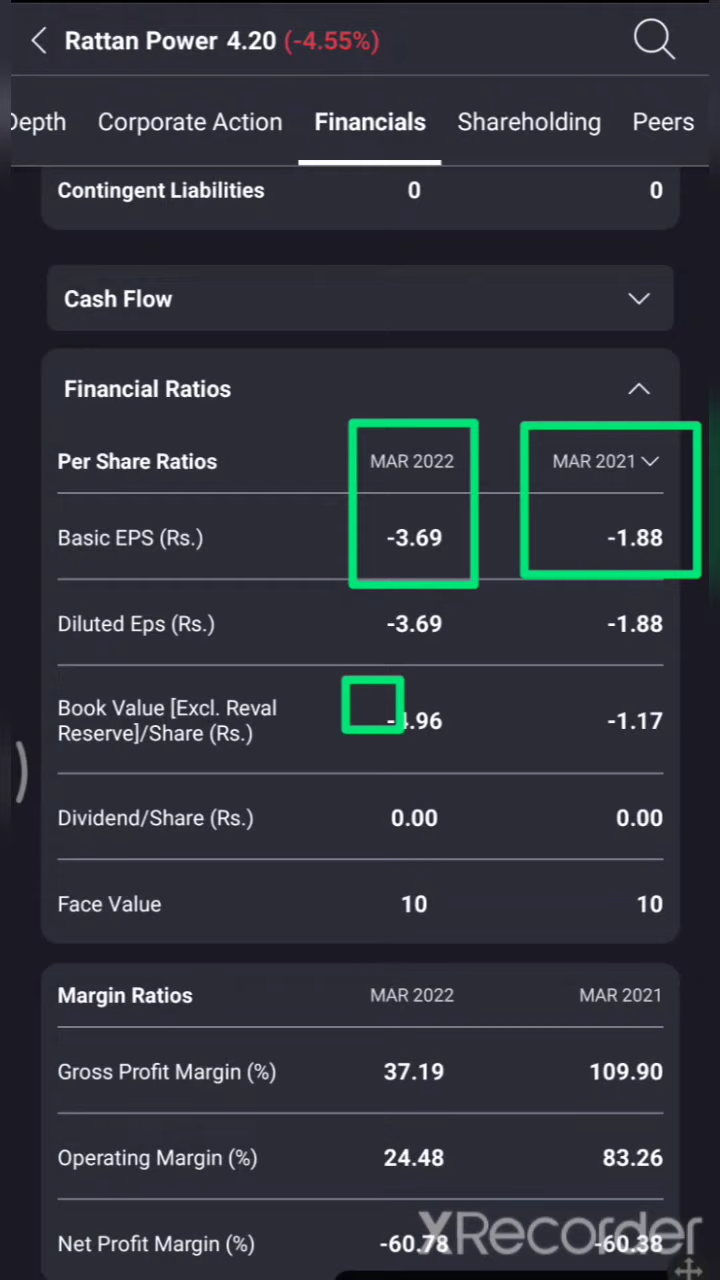 Rattan Power 4.20 (-4.55%)
Depth Corporate Action Financials Shareholding Peers
Contingent Liabilities 0 0
Cash Flow
Financial Ratios
Per Share Ratios MAR 2022 MAR 2021
Basic EPS (Rs.) -3.69 -1.88
Diluted Eps (Rs.) -3.69 -1.88
Book Value [Excl. Reval
Reserve]/Share (Rs.) -4.96 -1.17
Dividend/Share (Rs.) 0.00 0.00
Face Value 10 10
Margin Ratios MAR 2022 MAR 2021
Gross Profit Margin (%) 37.19 109.90
Operating Margin (%) 24.48 83.26
Net Profit Margin (%) -60.78 -60.38
XRecorder